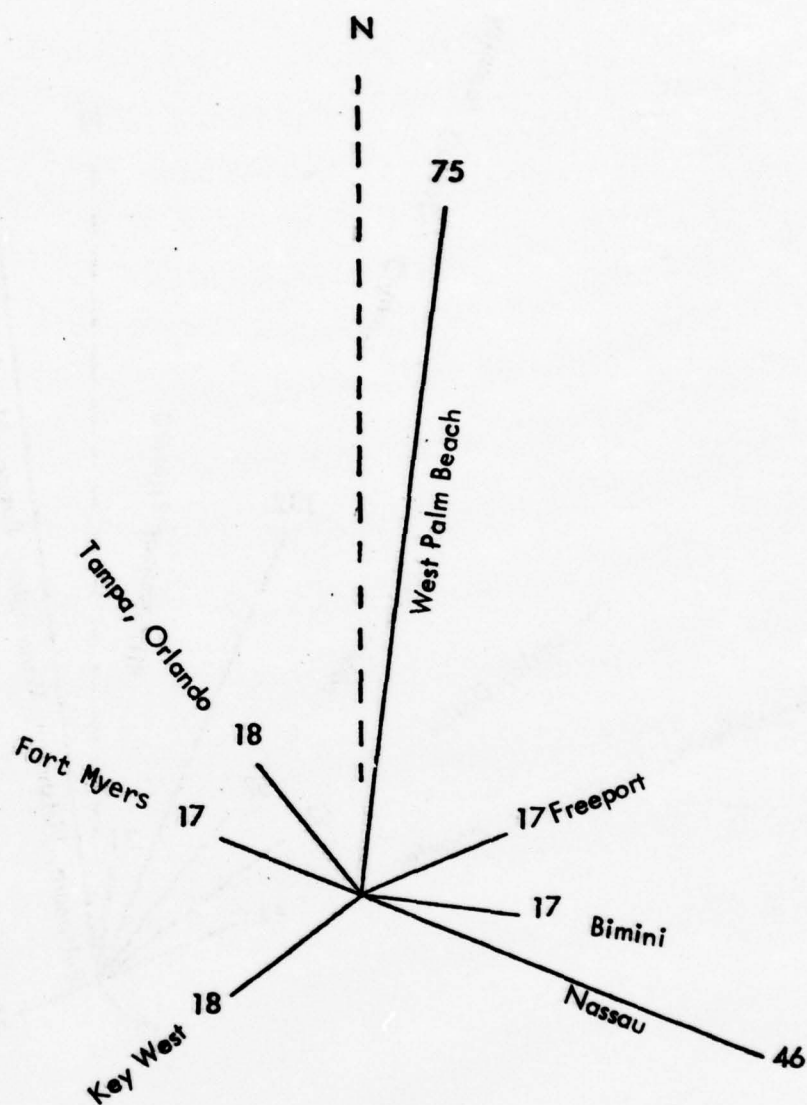 N
75
West Palm Beach
Tampa, Orlando
18
Fort Myers
17
17 Freeport
17
Bimini
Nassau
18
Key West
46